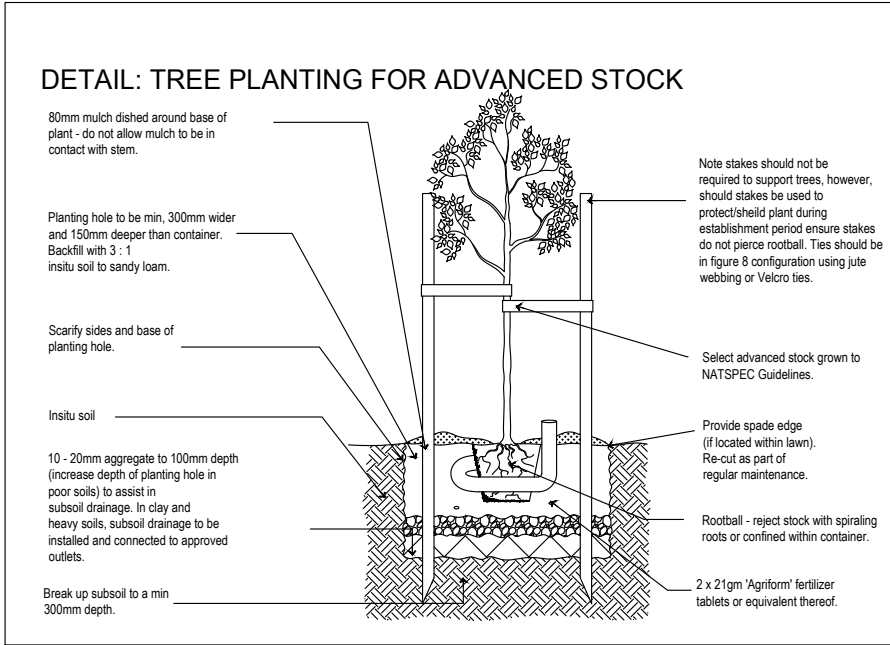 DETAIL: TREE PLANTING FOR ADVANCED STOCK
80mm mulch dished around base of
plant - do not allow mulch to be in
contact with stem.
Planting hole to be min, 300mm wider
and 150mm deeper than container.
Backfill with 3 : 1
insitu soil to sandy loam.
Scarify sides and base of
planting hole.
Insitu soil
10 - 20mm aggregate to 100mm depth
(increase depth of planting hole in
poor soils) to assist in
subsoil drainage. In clay and
heavy soils, subsoil drainage to be
installed and connected to approved
outlets.
Break up subsoil to a min
300mm depth.
Note stakes should not be
required to support trees, however,
should stakes be used to
protect/sheild plant during
establishment period ensure stakes
do not pierce rootball. Ties should be
in figure 8 configuration using jute
webbing or Velcro ties.
Select advanced stock grown to
NATSPEC Guidelines.
Provide spade edge
(if located within lawn).
Re-cut as part of
regular maintenance.
Rootball - reject stock with spiraling
roots or confined within container.
2 x 21gm 'Agriform' fertilizer
tablets or equivalent thereof.